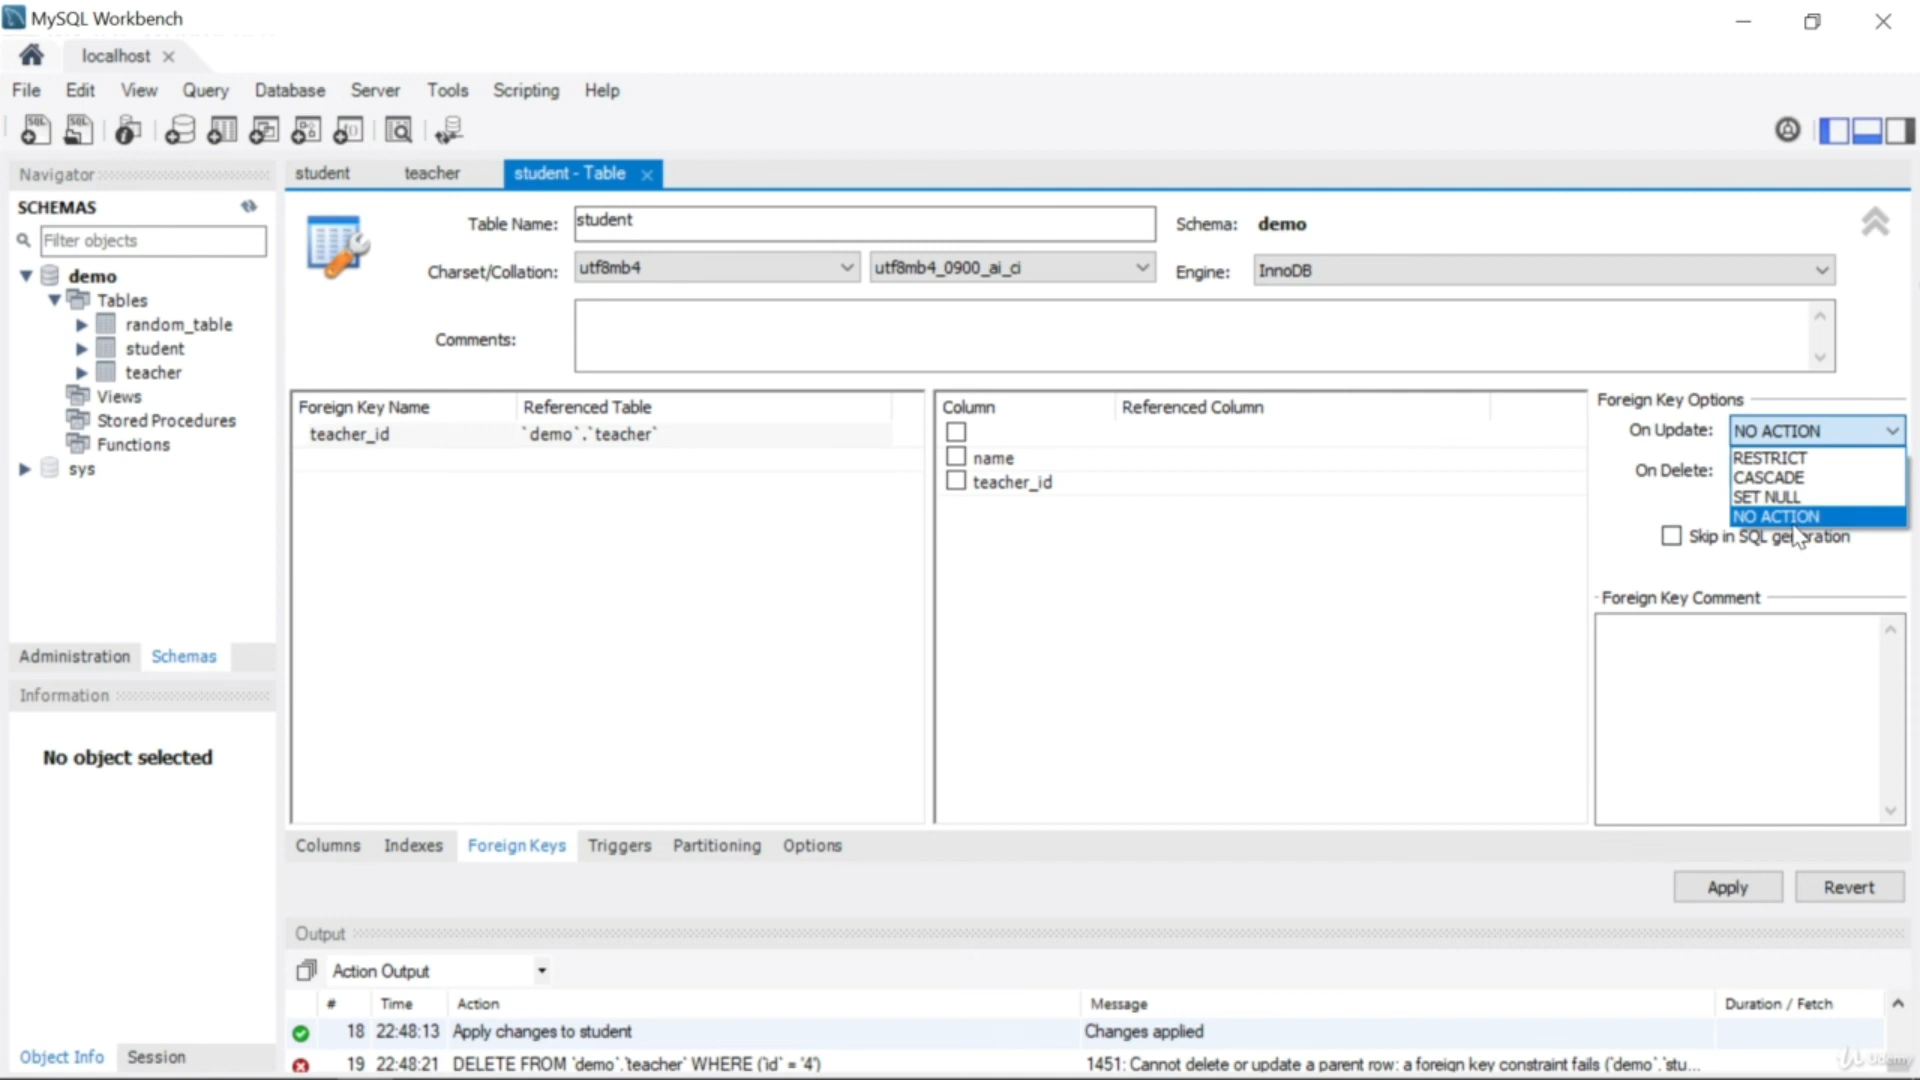 MySQL Workbench
localhost
File Edit View Query Database Server Tools Scripting Help
Navigator
SCHEMAS
Filter objects
demo
Tables
random_table
student
teacher
Views
Stored Procedures
Functions
sys
Administration Schemas
Information
No object selected
Object Info Session
student teacher student - Table
Table Name: student Schema: demo
Charset/Collation: utf8mb4 utf8mb4_0900_ai_ci Engine: InnoDB
Comments:
Foreign Key Name Referenced Table
teacher_id `demo`.`teacher`
Column Referenced Column
name
teacher_id
Foreign Key Options
On Update: NO ACTION
RESTRICT
CASCADE
SET NULL
NO ACTION
On Delete:
Skip in SQL generation
Foreign Key Comment
Columns Indexes Foreign Keys Triggers Partitioning Options
Apply Revert
Output
Action Output
# Time Action Message Duration / Fetch
18 22:48:13 Apply changes to student Changes applied
19 22:48:21 DELETE FROM `demo`.`teacher` WHERE (`id` = '4') 1451: Cannot delete or update a parent row: a foreign key constraint fails (`demo`.`stu...
Udemy